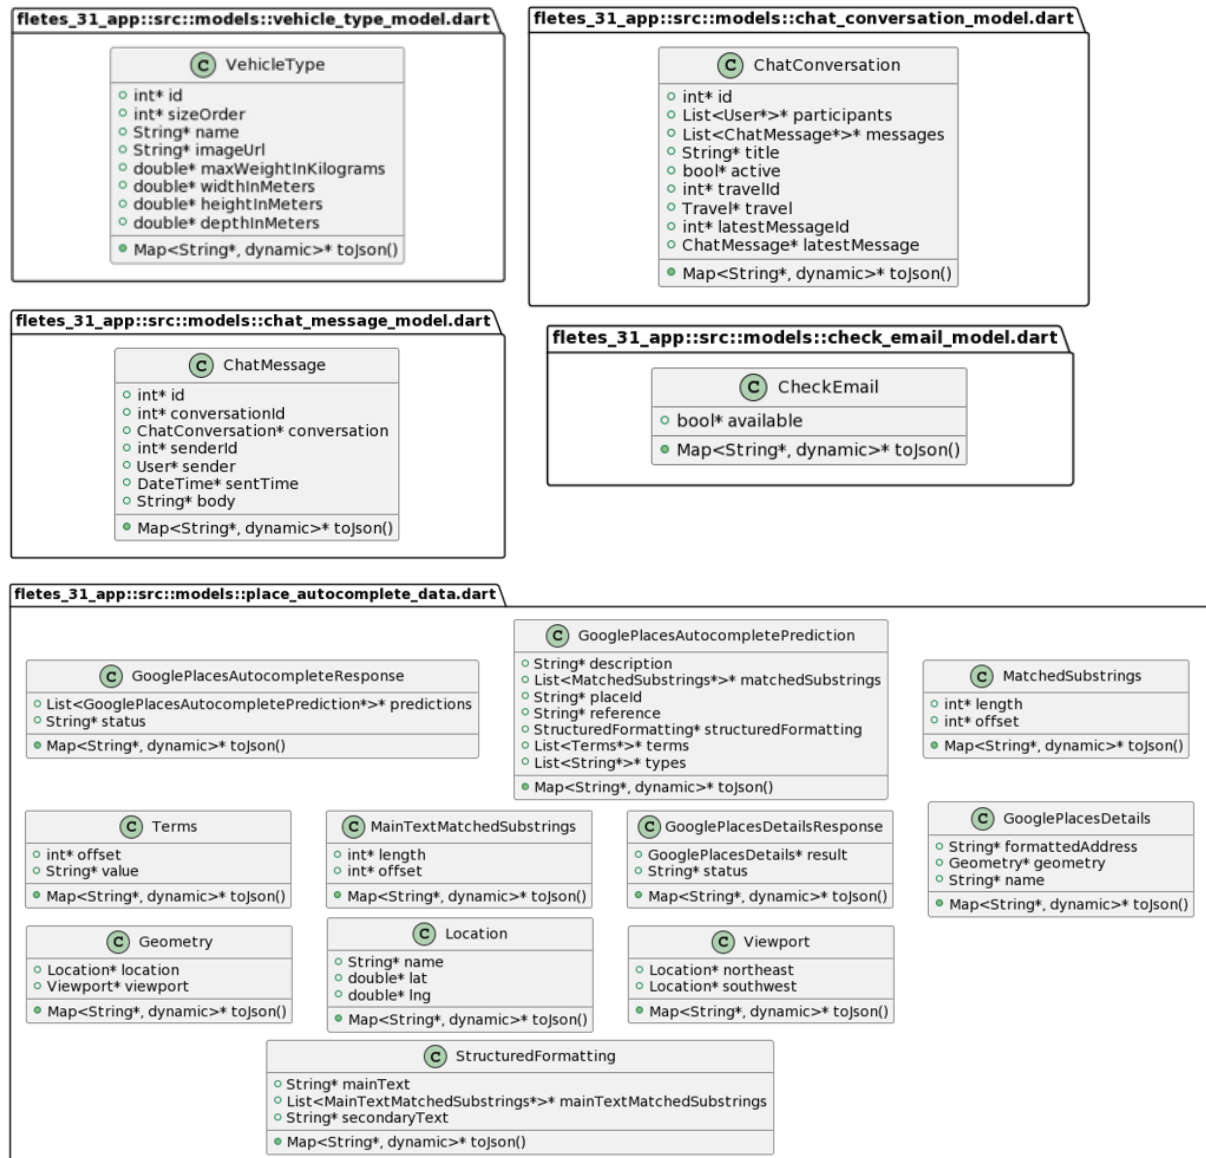 fletes_31_app::src::models::vehicle_type_model.dart
C VehicleType
int* id
int* sizeOrder
String* name
String* imageUrl
double* maxWeightInKilograms
double* widthInMeters
double* heightInMeters
double* depthInMeters
Map<String*, dynamic>* toJson()
fletes_31_app::src::models::chat_conversation_model.dart
C ChatConversation
int* id
List<User*>* participants
List<ChatMessage*>* messages
String* title
bool* active
int* travelId
Travel* travel
int* latestMessageId
ChatMessage* latestMessage
Map<String*, dynamic>* toJson()
fletes_31_app::src::models::chat_message_model.dart
C ChatMessage
int* id
int* conversationId
ChatConversation* conversation
int* senderId
User* sender
DateTime* sentTime
String* body
Map<String*, dynamic>* toJson()
fletes_31_app::src::models::check_email_model.dart
C CheckEmail
bool* available
Map<String*, dynamic>* toJson()
fletes_31_app::src::models::place_autocomplete_data.dart
C GooglePlacesAutocompleteResponse
List<GooglePlacesAutocompletePrediction*>* predictions
String* status
Map<String*, dynamic>* toJson()
C GooglePlacesAutocompletePrediction
String* description
List<MatchedSubstrings*>* matchedSubstrings
String* placeId
String* reference
StructuredFormatting* structuredFormatting
List<Terms*>* terms
List<String*>* types
Map<String*, dynamic>* toJson()
C MatchedSubstrings
int* length
int* offset
Map<String*, dynamic>* toJson()
C Terms
int* offset
String* value
Map<String*, dynamic>* toJson()
C MainTextMatchedSubstrings
int* length
int* offset
Map<String*, dynamic>* toJson()
C GooglePlacesDetailsResponse
GooglePlacesDetails* result
String* status
Map<String*, dynamic>* toJson()
C GooglePlacesDetails
String* formattedAddress
Geometry* geometry
String* name
Map<String*, dynamic>* toJson()
C Geometry
Location* location
Viewport* viewport
Map<String*, dynamic>* toJson()
C Location
String* name
double* lat
double* lng
Map<String*, dynamic>* toJson()
C Viewport
Location* northeast
Location* southwest
Map<String*, dynamic>* toJson()
C StructuredFormatting
String* mainText
List<MainTextMatchedSubstrings*>* mainTextMatchedSubstrings
String* secondaryText
Map<String*, dynamic>* toJson()